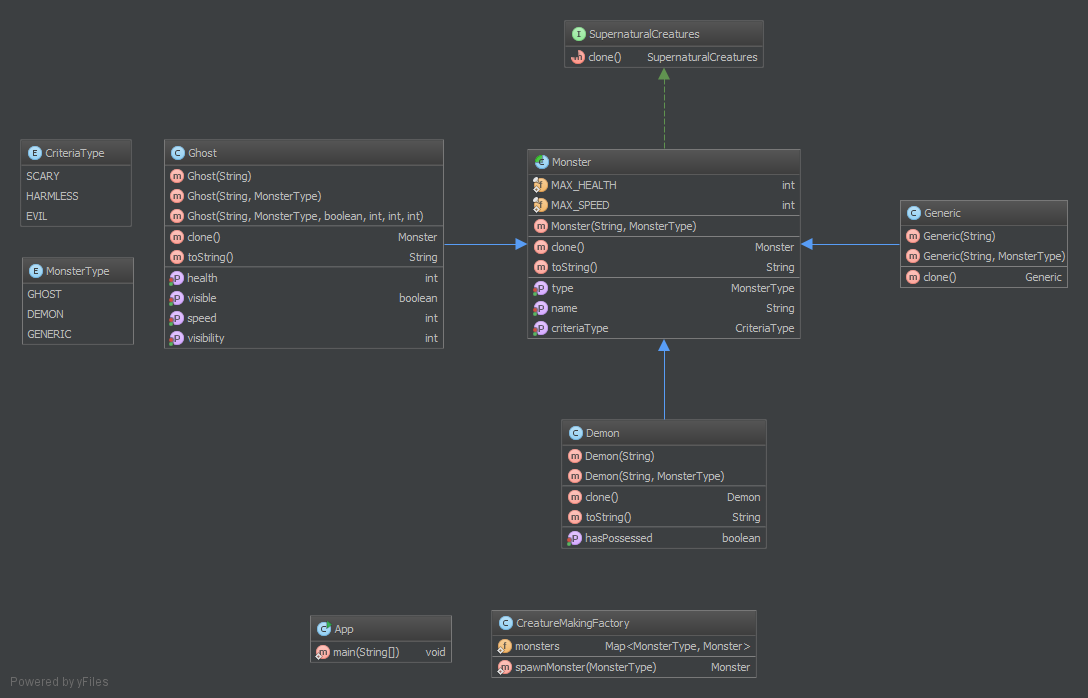 SupernaturalCreatures
clone() SupernaturalCreatures
CriteriaType
SCARY
HARMLESS
EVIL
MonsterType
GHOST
DEMON
GENERIC
Ghost
Ghost(String)
Ghost(String, MonsterType)
Ghost(String, MonsterType, boolean, int, int, int)
clone() Monster
toString() String
health int
visible boolean
speed int
visibility int
Monster
MAX_HEALTH int
MAX_SPEED int
Monster(String, MonsterType)
clone() Monster
toString() String
type MonsterType
name String
criteriaType CriteriaType
Generic
Generic(String)
Generic(String, MonsterType)
clone() Generic
Demon
Demon(String)
Demon(String, MonsterType)
clone() Demon
toString() String
hasPossessed boolean
App
main(String[]) void
CreatureMakingFactory
monsters Map<MonsterType, Monster>
spawnMonster(MonsterType) Monster
Powered by yFiles